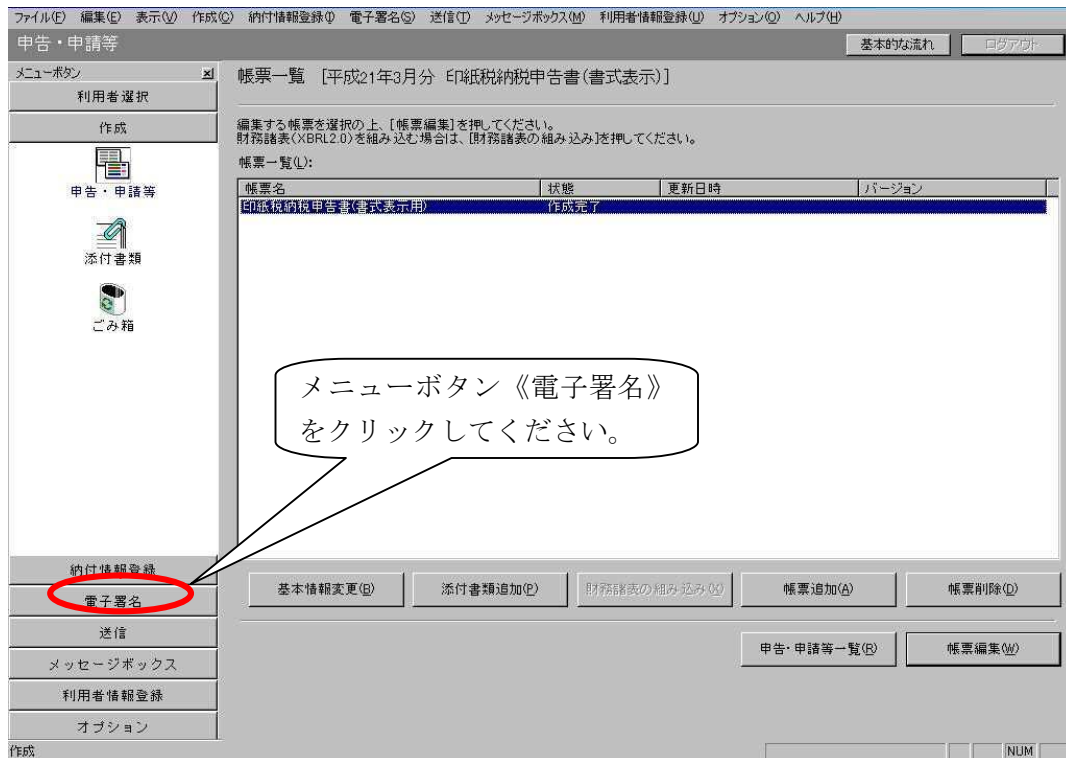 ファイル(F) 編集(E) 表示(V) 作成(C) 納付情報登録(I) 電子署名(S) 送信(T) メッセージボックス(M) 利用者情報登録(U) オプション(O) ヘルプ(H)
申告・申請等 基本的な流れ ログアウト
メニューボタン
利用者選択
作成
申告・申請等
添付書類
ごみ箱
納付情報登録
電子署名
送信
メッセージボックス
利用者情報登録
オプション
帳票一覧 [平成21年3月分 印紙税納税申告書(書式表示)]
編集する帳票を選択の上、[帳票編集]を押してください。
財務諸表(XBRL2.0)を組み込む場合は、[財務諸表の組み込み]を押してください。
帳票一覧(L):
帳票名 状態 更新日時 バージョン
印紙税納税申告書(書式表示用) 作成完了
メニューボタン《電子署名》
をクリックしてください。
基本情報変更(B) 添付書類追加(P) 財務諸表の組み込み(X) 帳票追加(A) 帳票削除(D)
申告・申請等一覧(R) 帳票編集(W)
作成 NUM